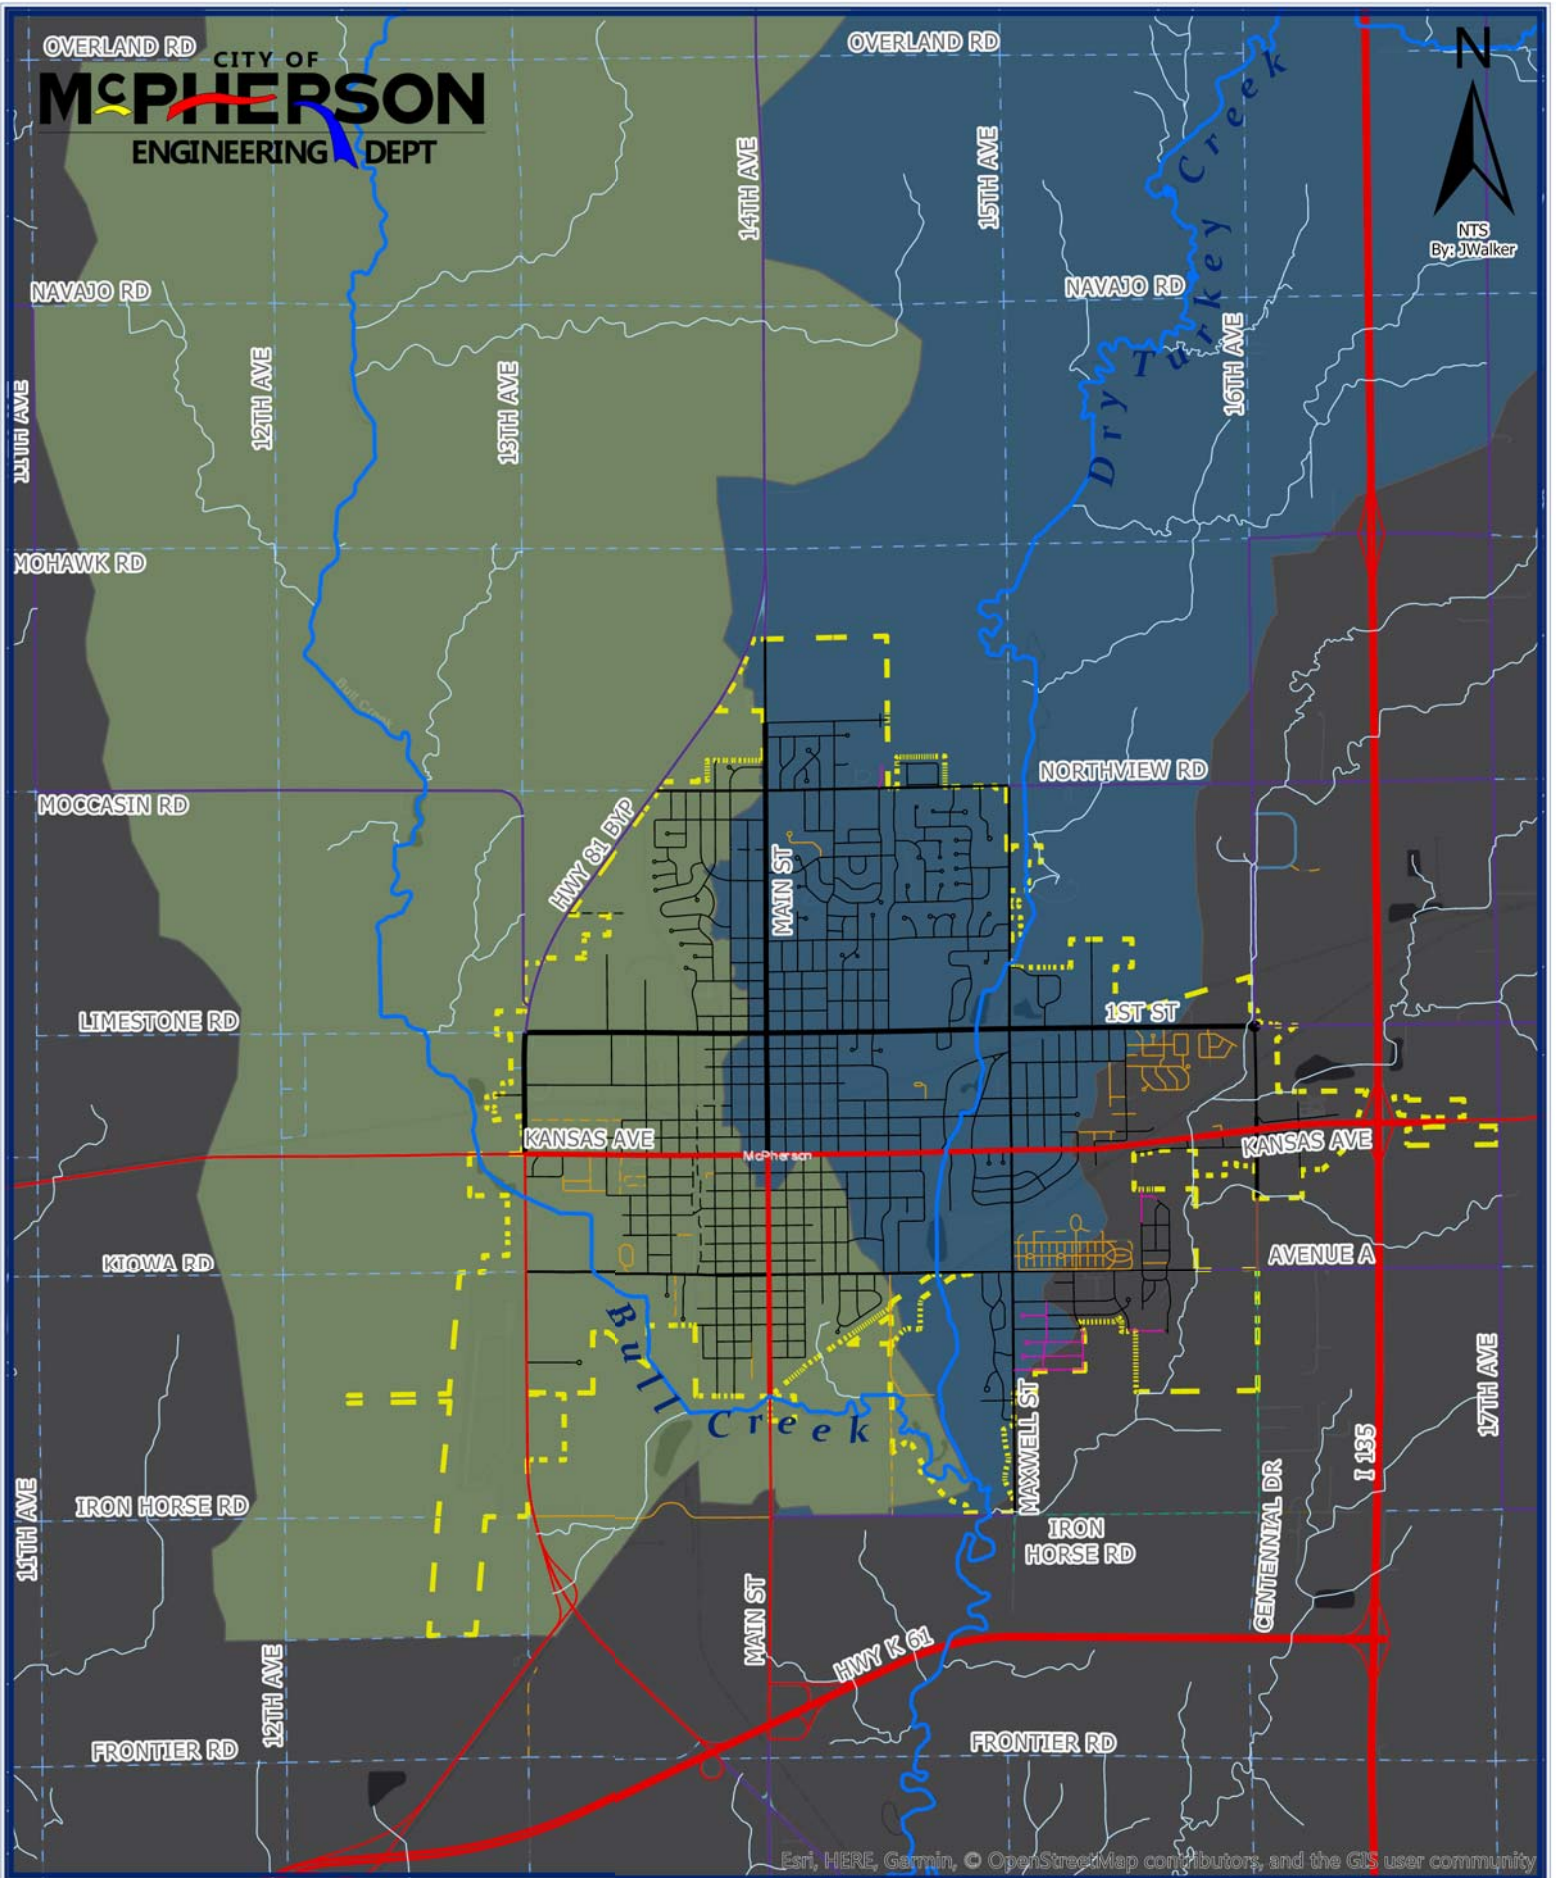 OVERLAND RD
CITY OF
McPHERSON
ENGINEERING DEPT
OVERLAND RD
N
NTS
By: JWalker
14TH AVE
15TH AVE
Dry Turkey Creek
NAVAJO RD
NAVAJO RD
11TH AVE
12TH AVE
13TH AVE
16TH AVE
MOHAWK RD
Bull Creek
NORTHVIEW RD
MOCCASIN RD
HWY 81 BYP
MAIN ST
LIMESTONE RD
1ST ST
KANSAS AVE
McPherson
KANSAS AVE
KIOWA RD
AVENUE A
Bull Creek
MAXWELL ST
17TH AVE
I 135
11TH AVE
IRON HORSE RD
IRON
HORSE RD
CENTENNIAL DR
MAIN ST
HWY K 61
12TH AVE
FRONTIER RD
FRONTIER RD
Esri, HERE, Garmin, © OpenStreetMap contributors, and the GIS user community